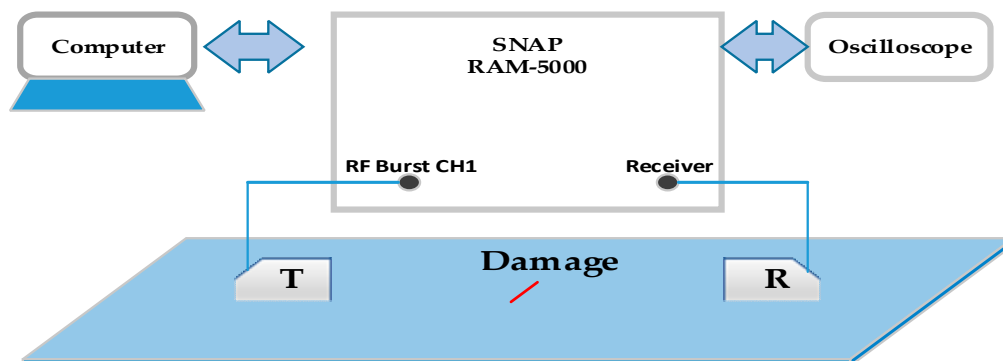 Computer
SNAP
RAM-5000
Oscilloscope
RF Burst CH1
Receiver
Damage
T
R